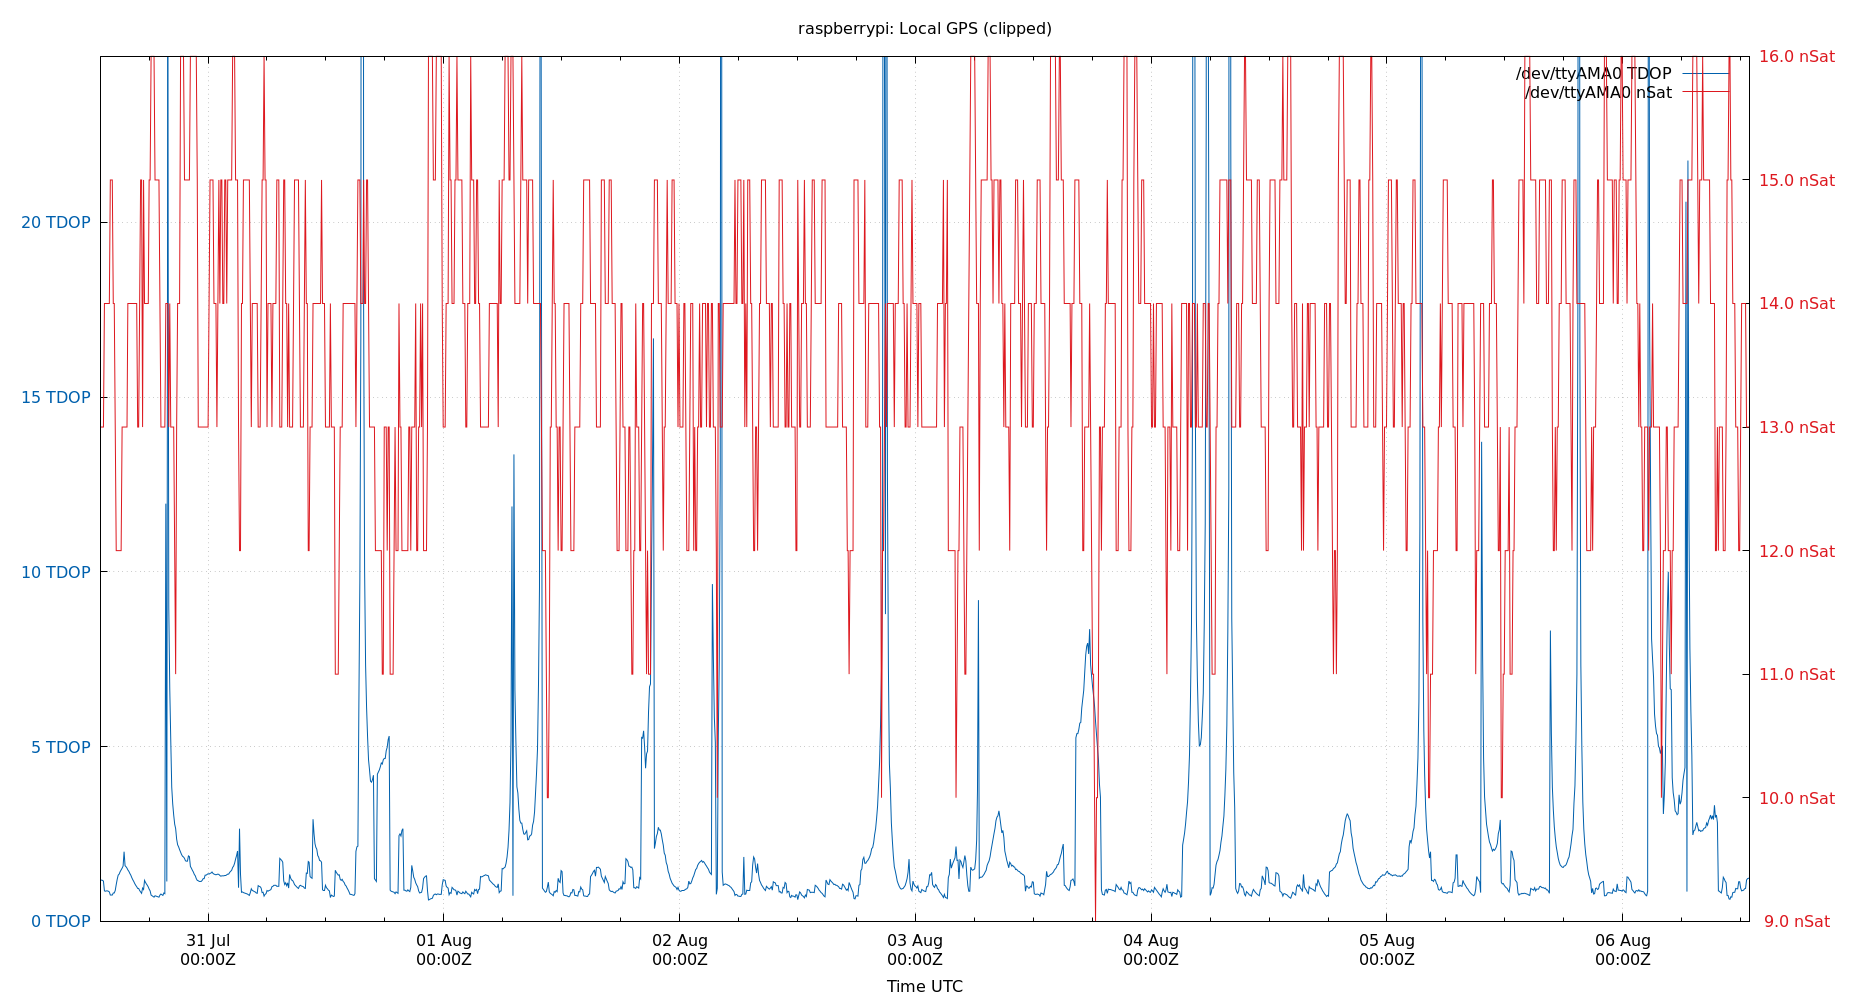 raspberrypi: Local GPS (clipped)
/dev/ttyAMA0 TDOP
/dev/ttyAMA0 nSat
20 TDOP
15 TDOP
10 TDOP
5 TDOP
0 TDOP
16.0 nSat
15.0 nSat
14.0 nSat
13.0 nSat
12.0 nSat
11.0 nSat
10.0 nSat
9.0 nSat
31 Jul 01 Aug 02 Aug 03 Aug 04 Aug 05 Aug 06 Aug
00:00Z 00:00Z 00:00Z 00:00Z 00:00Z 00:00Z 00:00Z
Time UTC